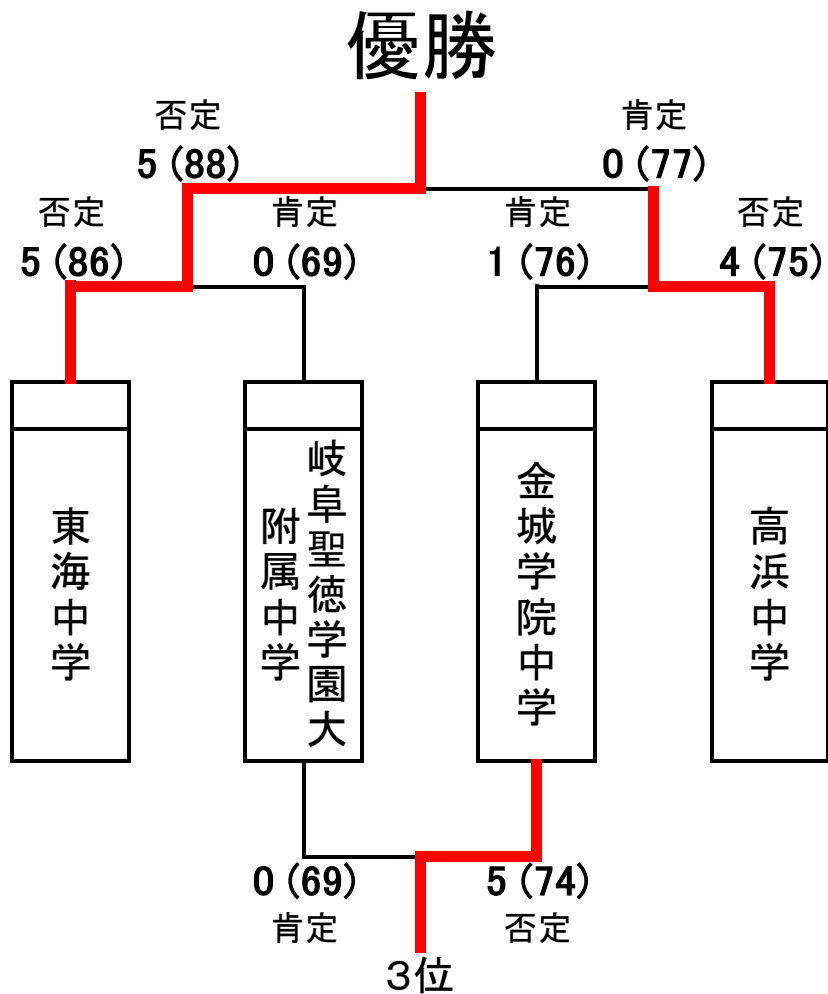 優勝
否定
肯定
5 (88)
0 (77)
否定
肯定
肯定
否定
5 (86)
0 (69)
1 (76)
4 (75)
東海中学
岐阜聖徳学園大
附属中学
金城学院中学
高浜中学
0 (69)
5 (74)
肯定
否定
3位